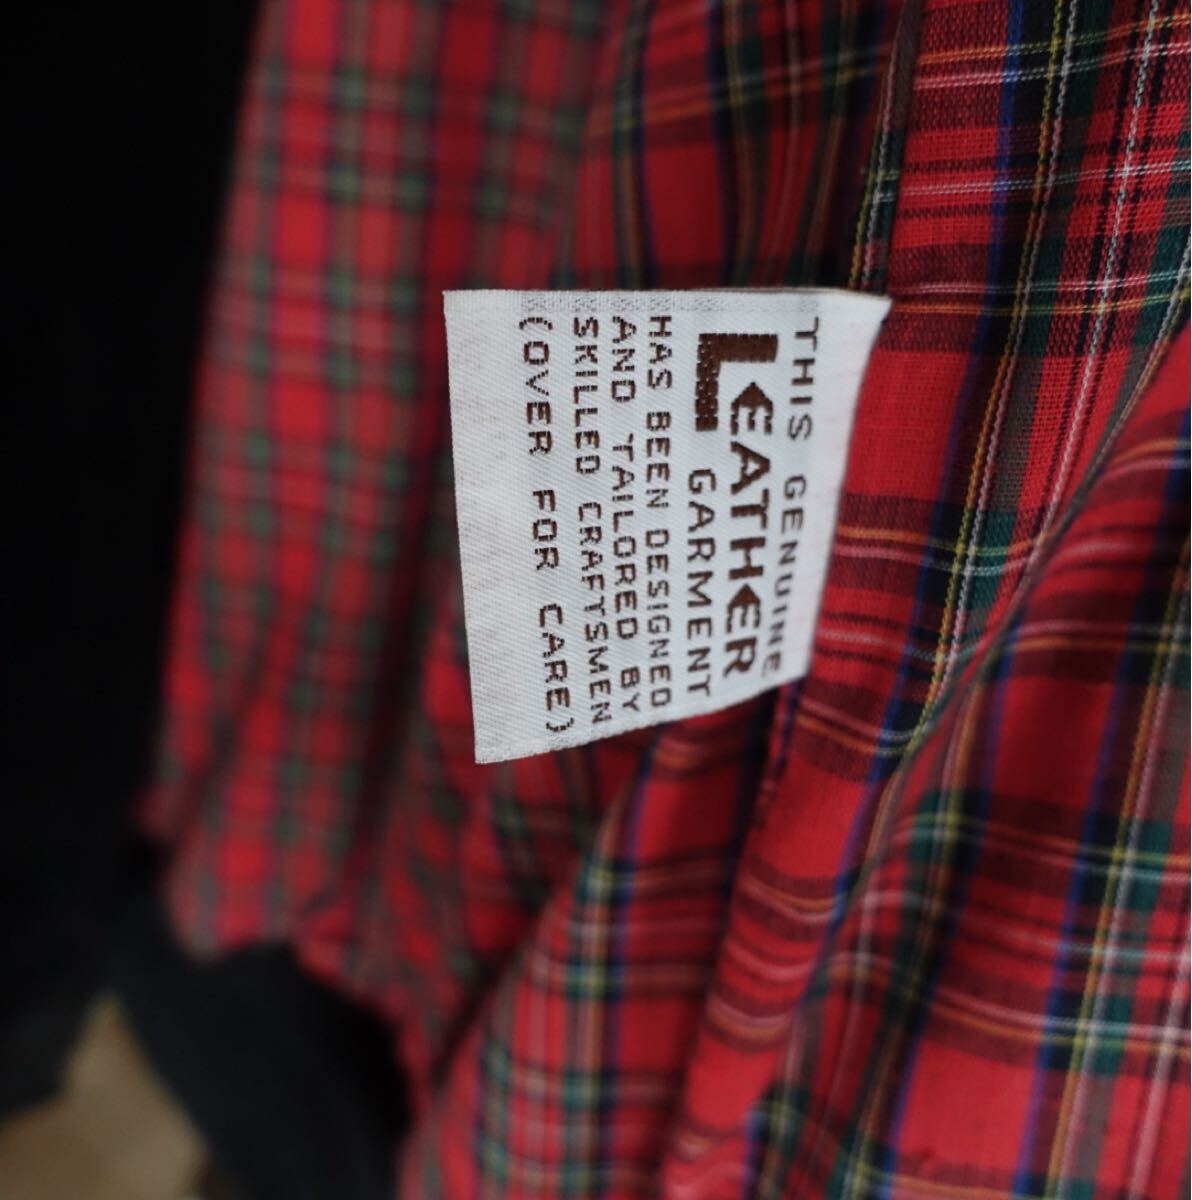 THIS GENUINE
LEATHER
GARMENT
HAS BEEN DESIGNED
AND TAILORED BY
SKILLED CRAFTSMEN
(OVER FOR CARE)